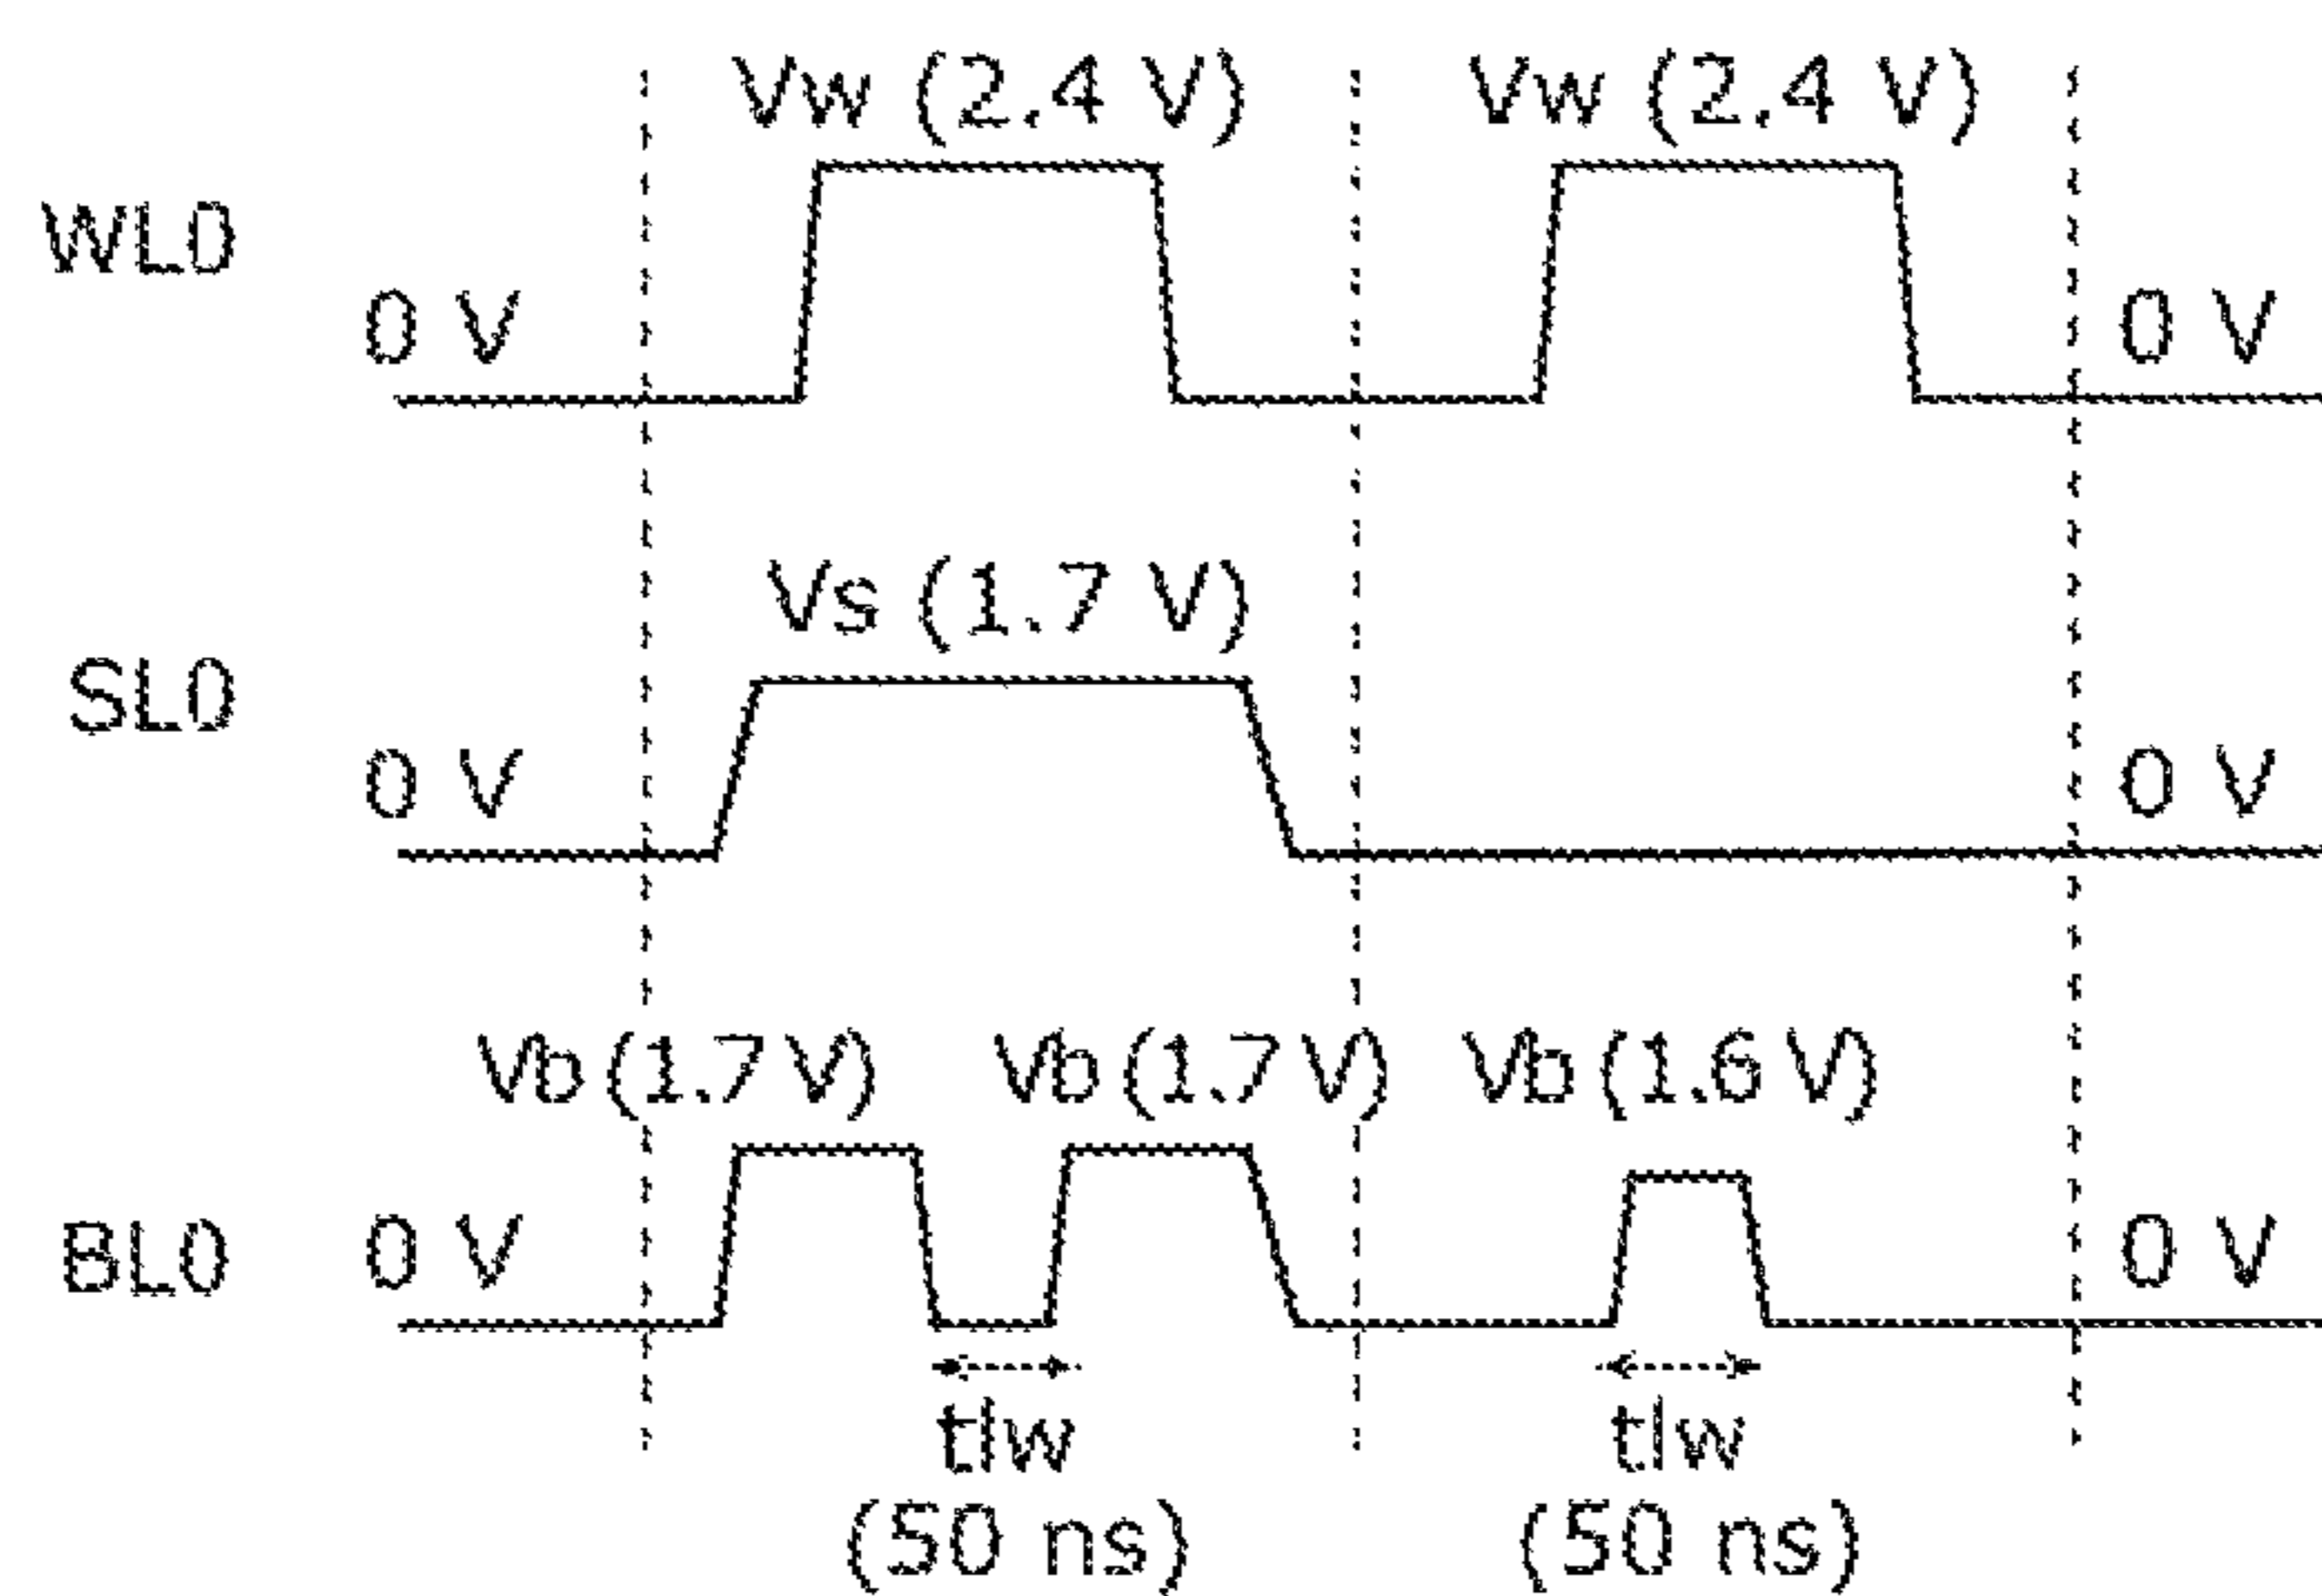 Vw (2.4 V) Vw (2.4 V)
WL0
0 V 0 V
Vs (1.7 V)
SL0
0 V 0 V
Vb (1.7 V) Vb (1.7 V) Vb (1.6 V)
BL0 0 V 0 V
tlw tlw
(50 ns) (50 ns)